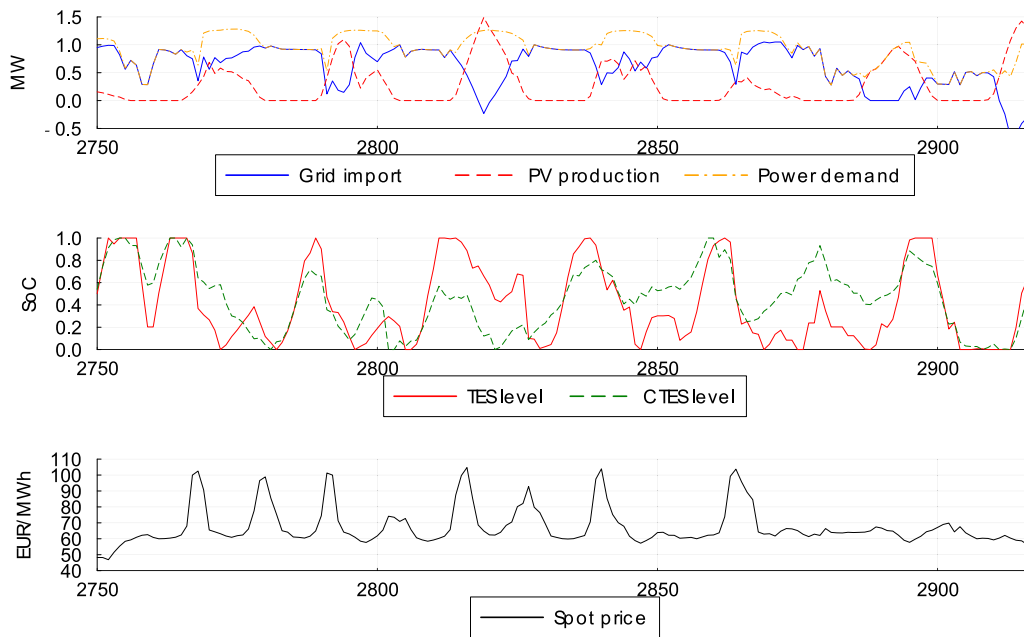 1.5
1.0
0.5
0.0
- 0.5
MW
2750 2800 2850 2900
Grid import PV production Power demand
1.0
0.8
0.6
0.4
0.2
0.0
SoC
2750 2800 2850 2900
TES level CTES level
110
100
90
80
70
60
50
40
EUR/MWh
2750 2800 2850 2900
Spot price